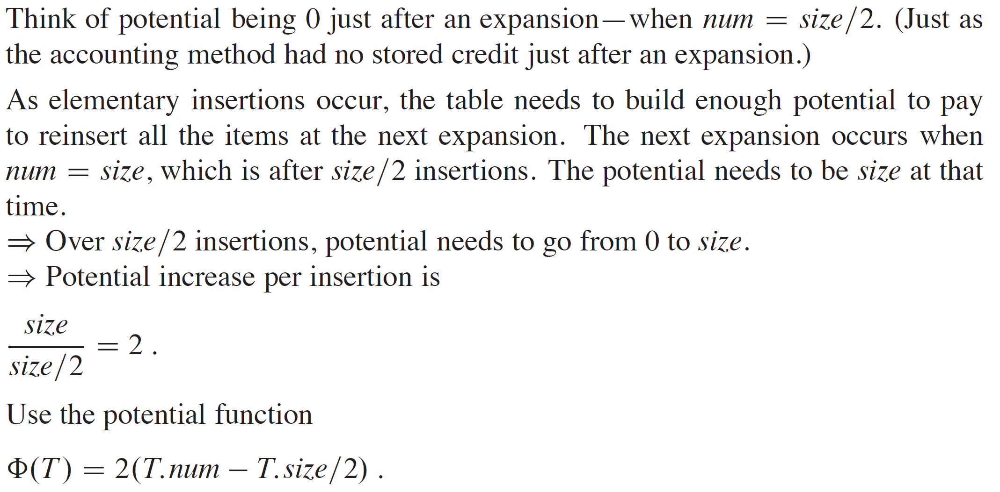 Think of potential being 0 just after an expansion—when num = size/2. (Just as
the accounting method had no stored credit just after an expansion.)
As elementary insertions occur, the table needs to build enough potential to pay
to reinsert all the items at the next expansion. The next expansion occurs when
num = size, which is after size/2 insertions. The potential needs to be size at that
time.
⇒ Over size/2 insertions, potential needs to go from 0 to size.
⇒ Potential increase per insertion is
size
size/2 = 2 .
Use the potential function
Φ(T) = 2(T.num − T.size/2) .